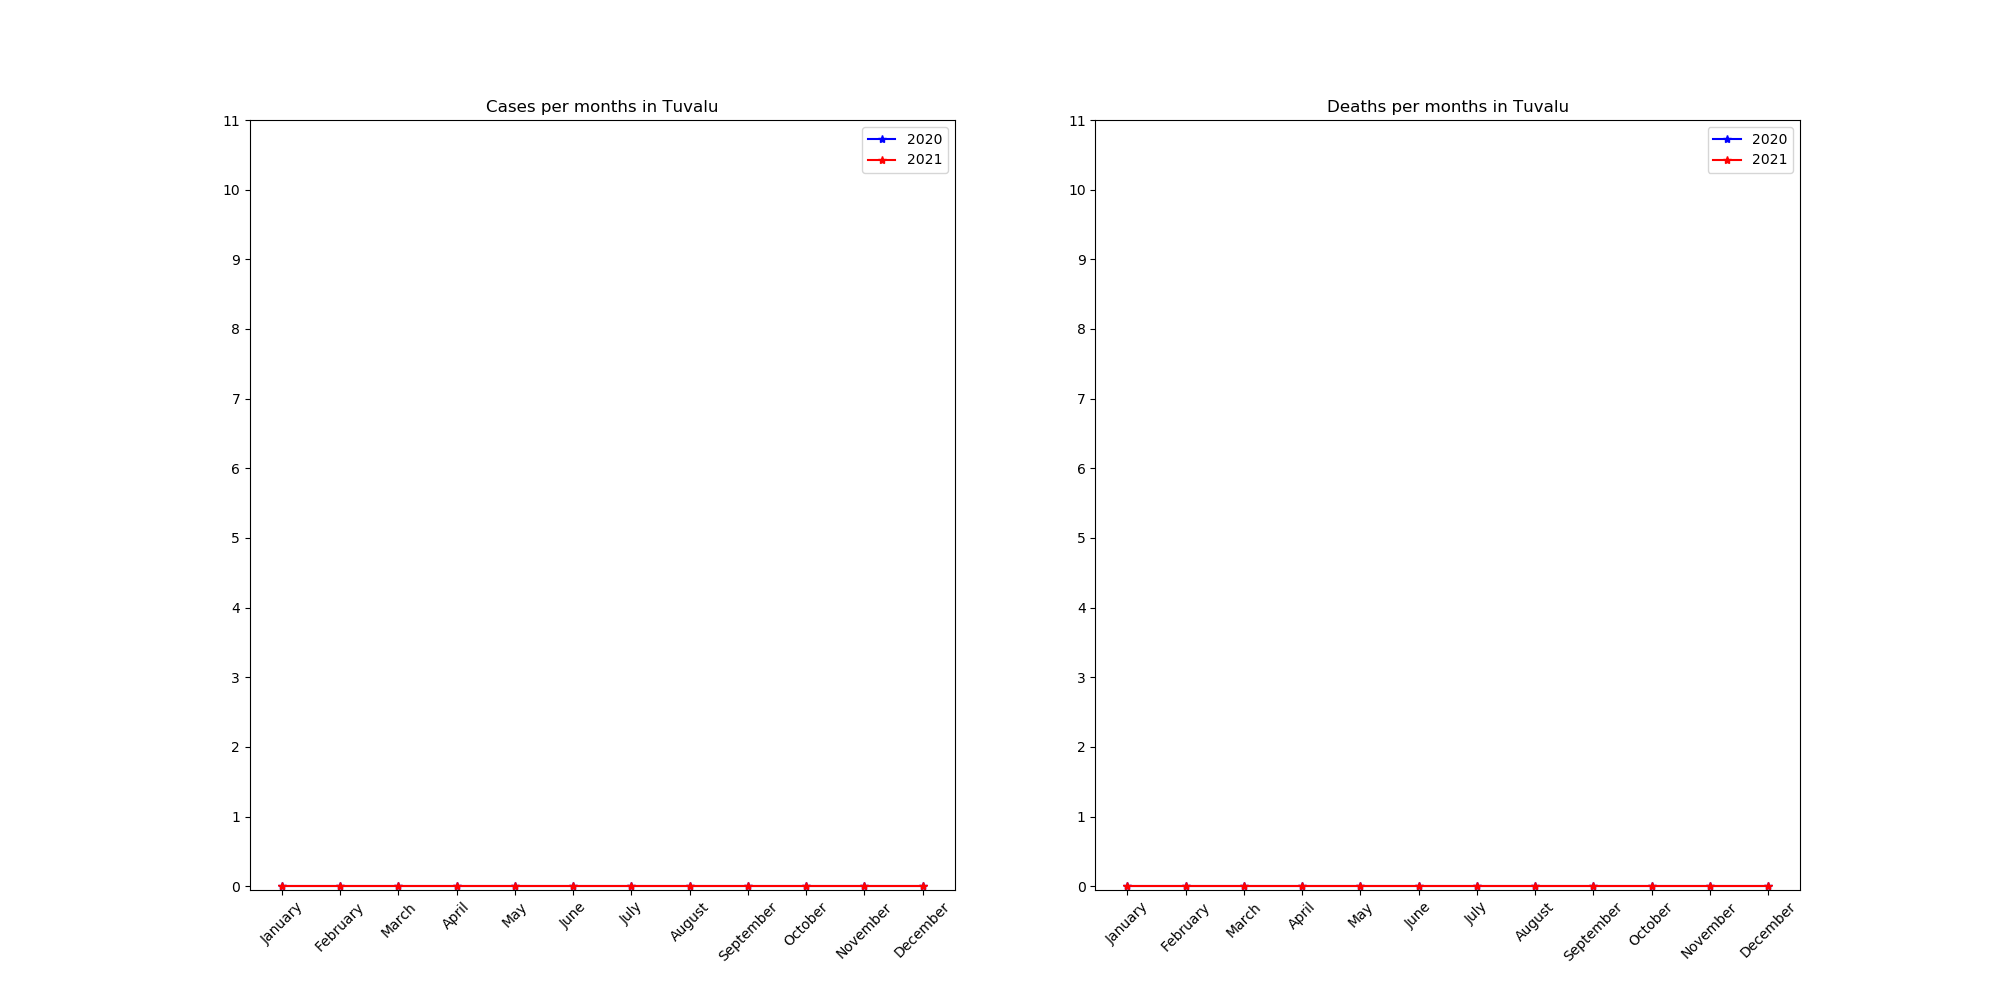 Cases per months in Tuvalu
11
10
9
8
7
6
5
4
3
2
1
0
2020
2021
January
February
March
April
May
June
July
August
September
October
November
December
Deaths per months in Tuvalu
11
10
9
8
7
6
5
4
3
2
1
0
2020
2021
January
February
March
April
May
June
July
August
September
October
November
December